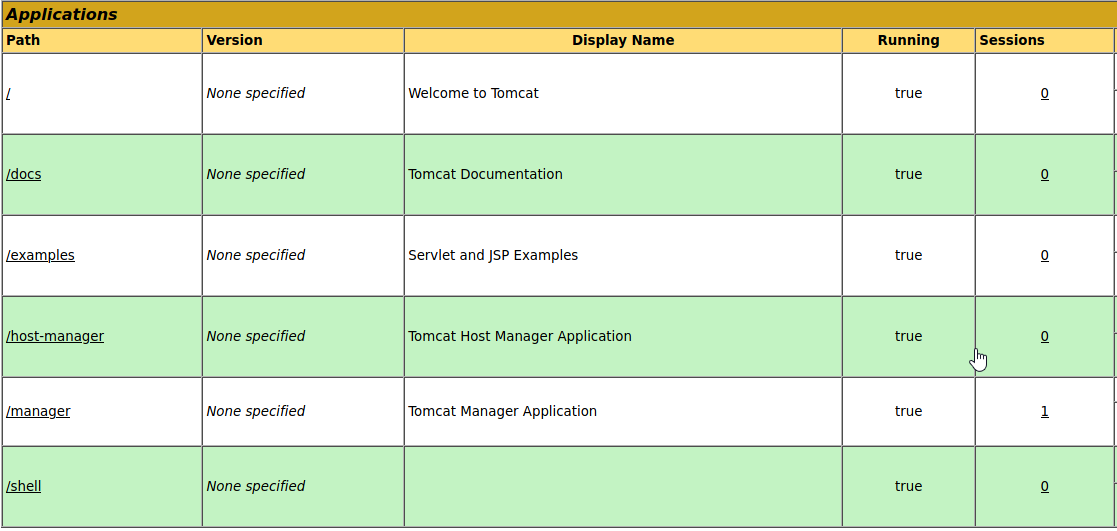 Applications
Path Version Display Name Running Sessions
/ None specified Welcome to Tomcat true 0
/docs None specified Tomcat Documentation true 0
/examples None specified Servlet and JSP Examples true 0
/host-manager None specified Tomcat Host Manager Application true 0
/manager None specified Tomcat Manager Application true 1
/shell None specified true 0